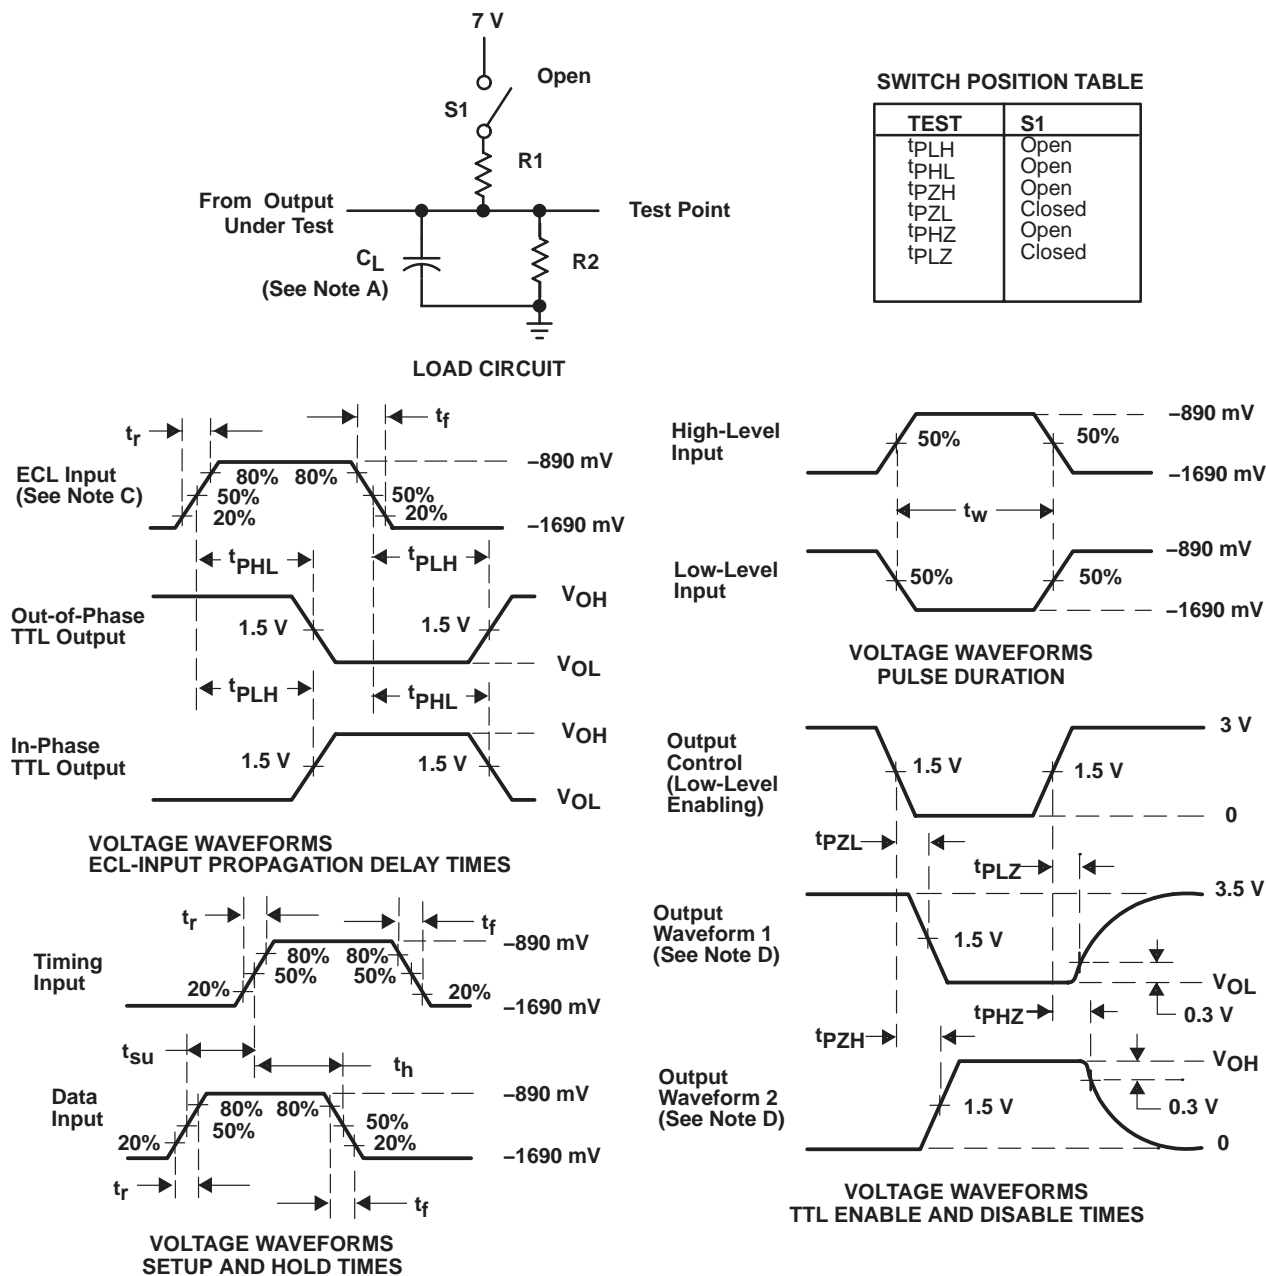 7 V
Open
S1
R1
From Output
Under Test
Test Point
CL
(See Note A)
R2
LOAD CIRCUIT
SWITCH POSITION TABLE
TEST S1
tPLH Open
tPHL Open
tPZH Open
tPZL Closed
tPHZ Open
tPLZ Closed
tr
tf
ECL Input
(See Note C)
80% 80%
50% 50%
20% 20%
–890 mV
–1690 mV
tPHL tPLH
Out-of-Phase
TTL Output
1.5 V 1.5 V
VOH
VOL
tPLH tPHL
In-Phase
TTL Output
1.5 V 1.5 V
VOH
VOL
VOLTAGE WAVEFORMS
ECL-INPUT PROPAGATION DELAY TIMES
tr
tf
Timing
Input
80% 80%
50% 50%
20% 20%
–890 mV
–1690 mV
tsu
th
Data
Input
80% 80%
50% 50%
20% 20%
–890 mV
–1690 mV
tr
tf
VOLTAGE WAVEFORMS
SETUP AND HOLD TIMES
High-Level
Input
50% 50%
–890 mV
–1690 mV
tw
Low-Level
Input
50% 50%
–890 mV
–1690 mV
VOLTAGE WAVEFORMS
PULSE DURATION
Output
Control
(Low-Level
Enabling)
1.5 V 1.5 V
3 V
0
tPZL
tPLZ
Output
Waveform 1
(See Note D)
1.5 V
3.5 V
VOL
0.3 V
tPHZ
tPZH
Output
Waveform 2
(See Note D)
1.5 V
VOH
0.3 V
0
VOLTAGE WAVEFORMS
TTL ENABLE AND DISABLE TIMES